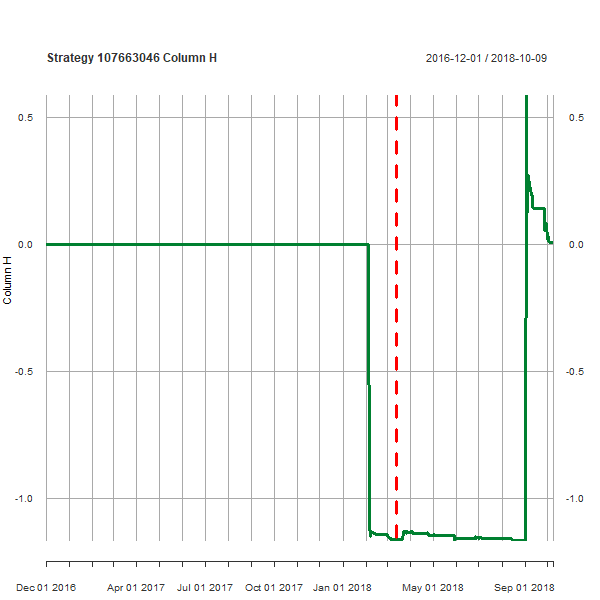 Strategy 107663046 Column H
2016-12-01 / 2018-10-09
0.5 0.5
0.0 0.0
Column H
-0.5 -0.5
-1.0 -1.0
Dec 01 2016 Apr 01 2017 Jul 01 2017 Oct 01 2017 Jan 01 2018 May 01 2018 Sep 01 2018